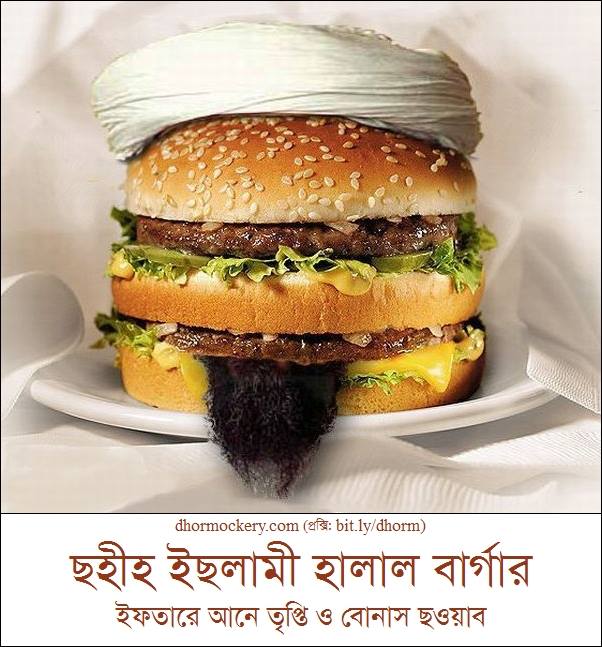 dhormockery.com (প্রক্সি: bit.ly/dhorm)
ছহীহ ইছলামী হালাল বার্গার
ইফতারে আনে তৃপ্তি ও বোনাস ছওয়াব